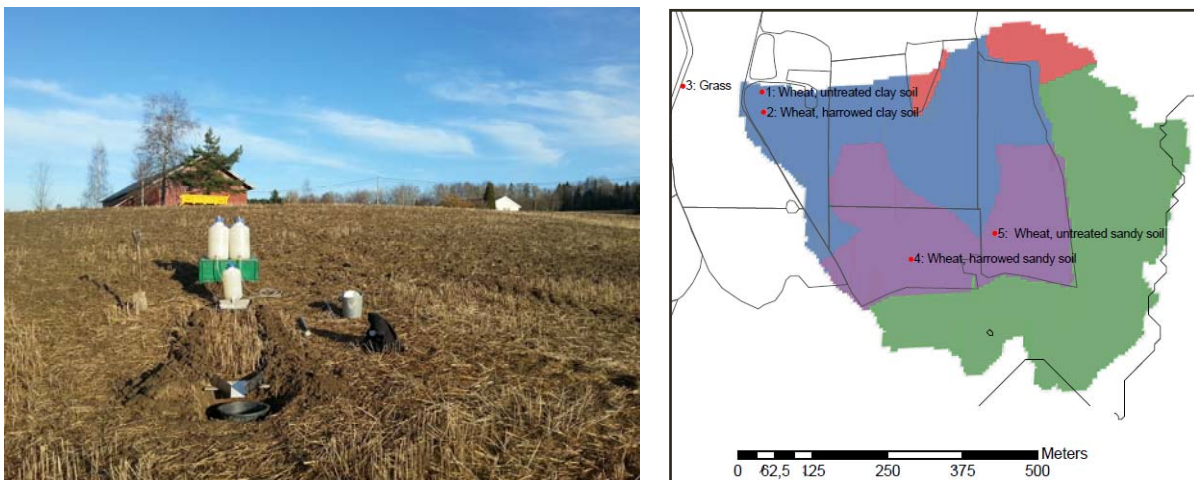 3: Grass
1: Wheat, untreated clay soil
2: Wheat, harrowed clay soil
5: Wheat, untreated sandy soil
4: Wheat, harrowed sandy soil
Meters
0 62,5 125 250 375 500